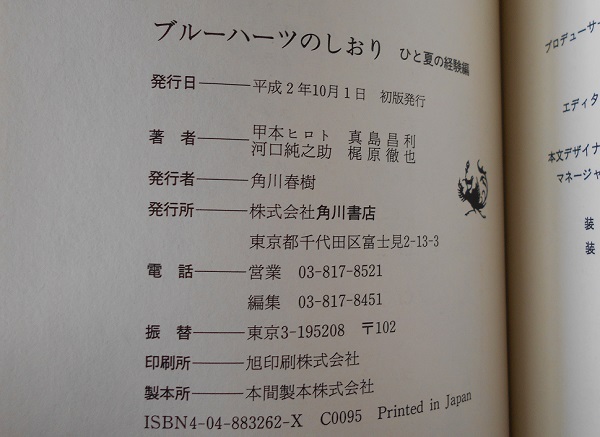 ブルーハーツのしおり ひと夏の経験編
発行日――平成2年10月1日 初版発行
著 者――甲本ヒロト 真島昌利
河口純之助 梶原徹也
発行者――角川春樹
発行所――株式会社角川書店
東京都千代田区富士見2-13-3
電 話――営業 03-817-8521
編集 03-817-8451
振 替――東京3-195208 〒102
印刷所――旭印刷株式会社
製本所――本間製本株式会社
ISBN4-04-883262-X C0095 Printed in Japan
プロデューサー
エディタ
本文デザイナ
マネージャ
装
装